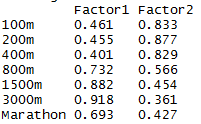 Factor1 Factor2
100m 0.461 0.833
200m 0.455 0.877
400m 0.401 0.829
800m 0.732 0.566
1500m 0.882 0.454
3000m 0.918 0.361
Marathon 0.693 0.427